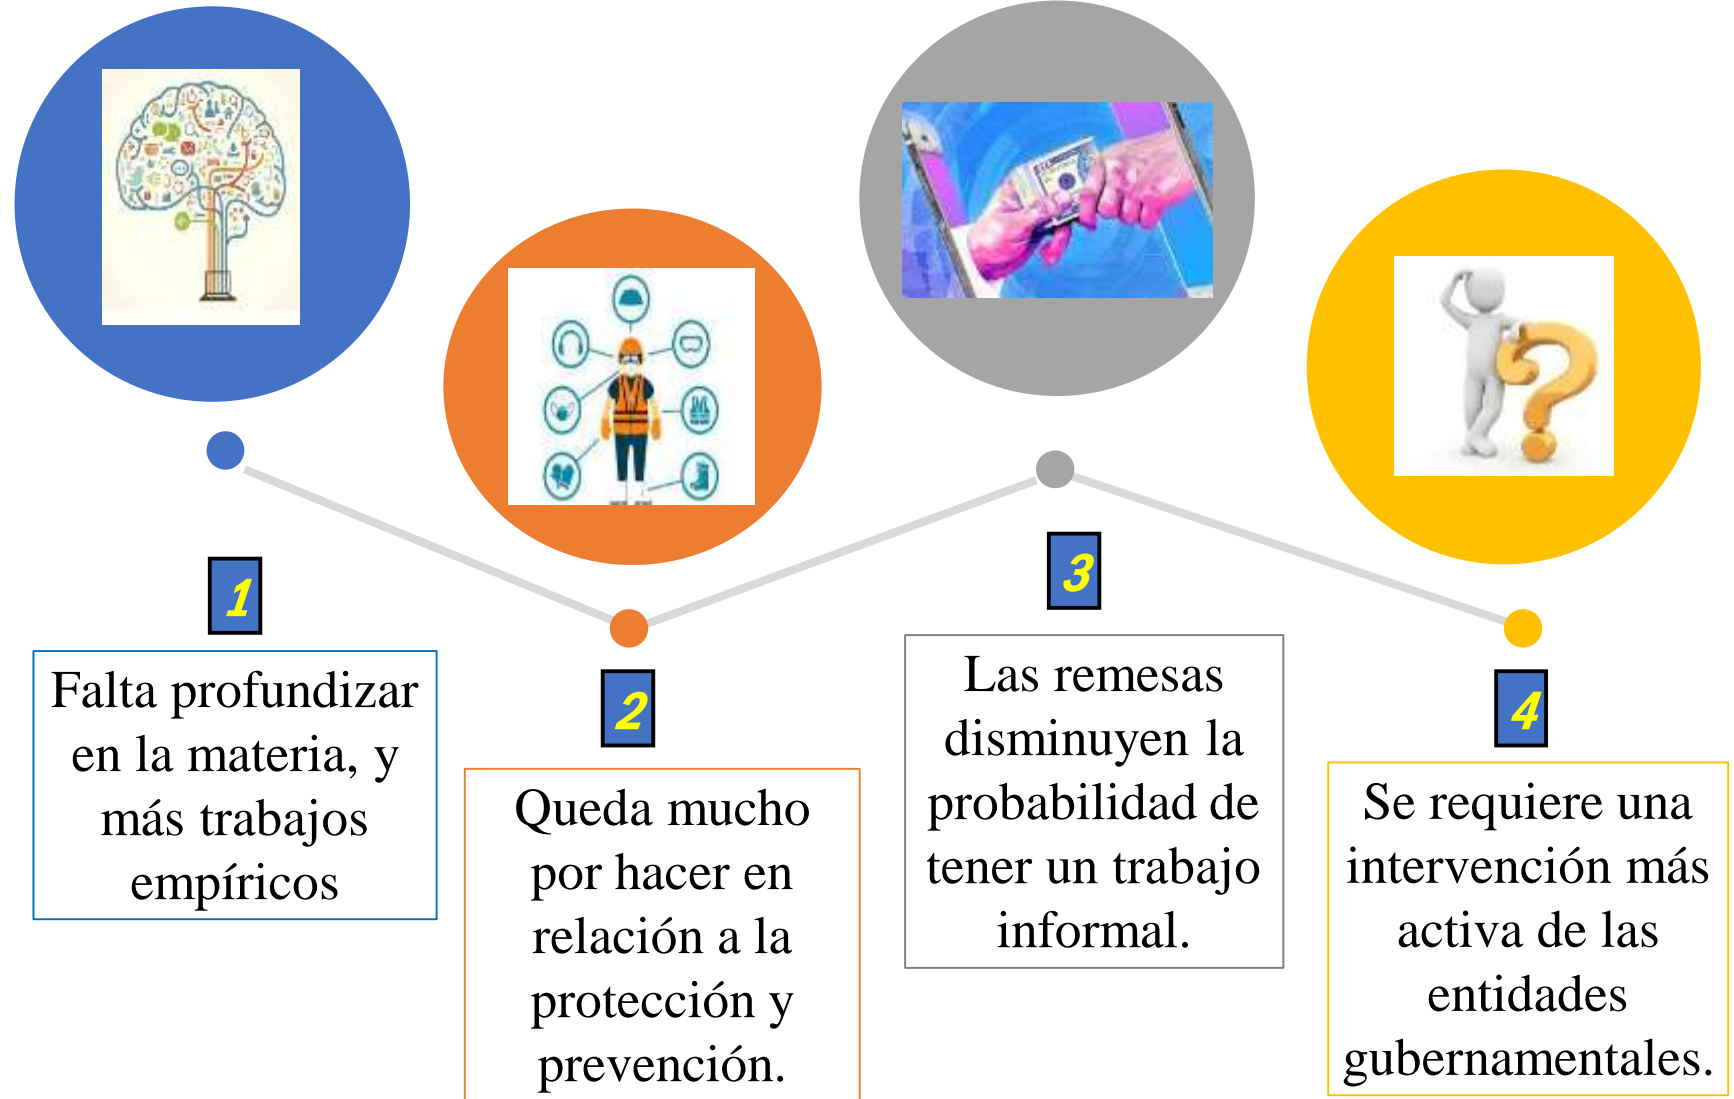 1
Falta profundizar
en la materia, y
más trabajos
empíricos
2
Queda mucho
por hacer en
relación a la
protección y
prevención.
3
Las remesas
disminuyen la
probabilidad de
tener un trabajo
informal.
4
Se requiere una
intervención más
activa de las
entidades
gubernamentales.